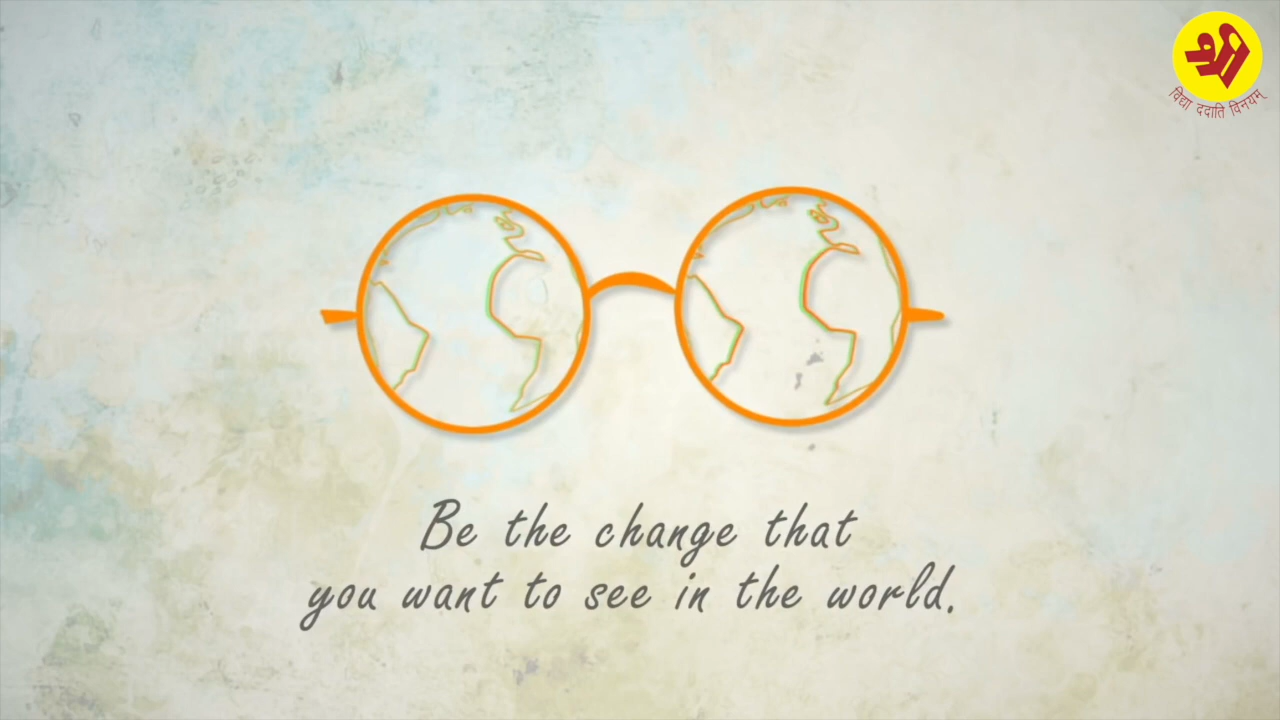 श्री
विद्या ददाति विनयम्
Be the change that
you want to see in the world.